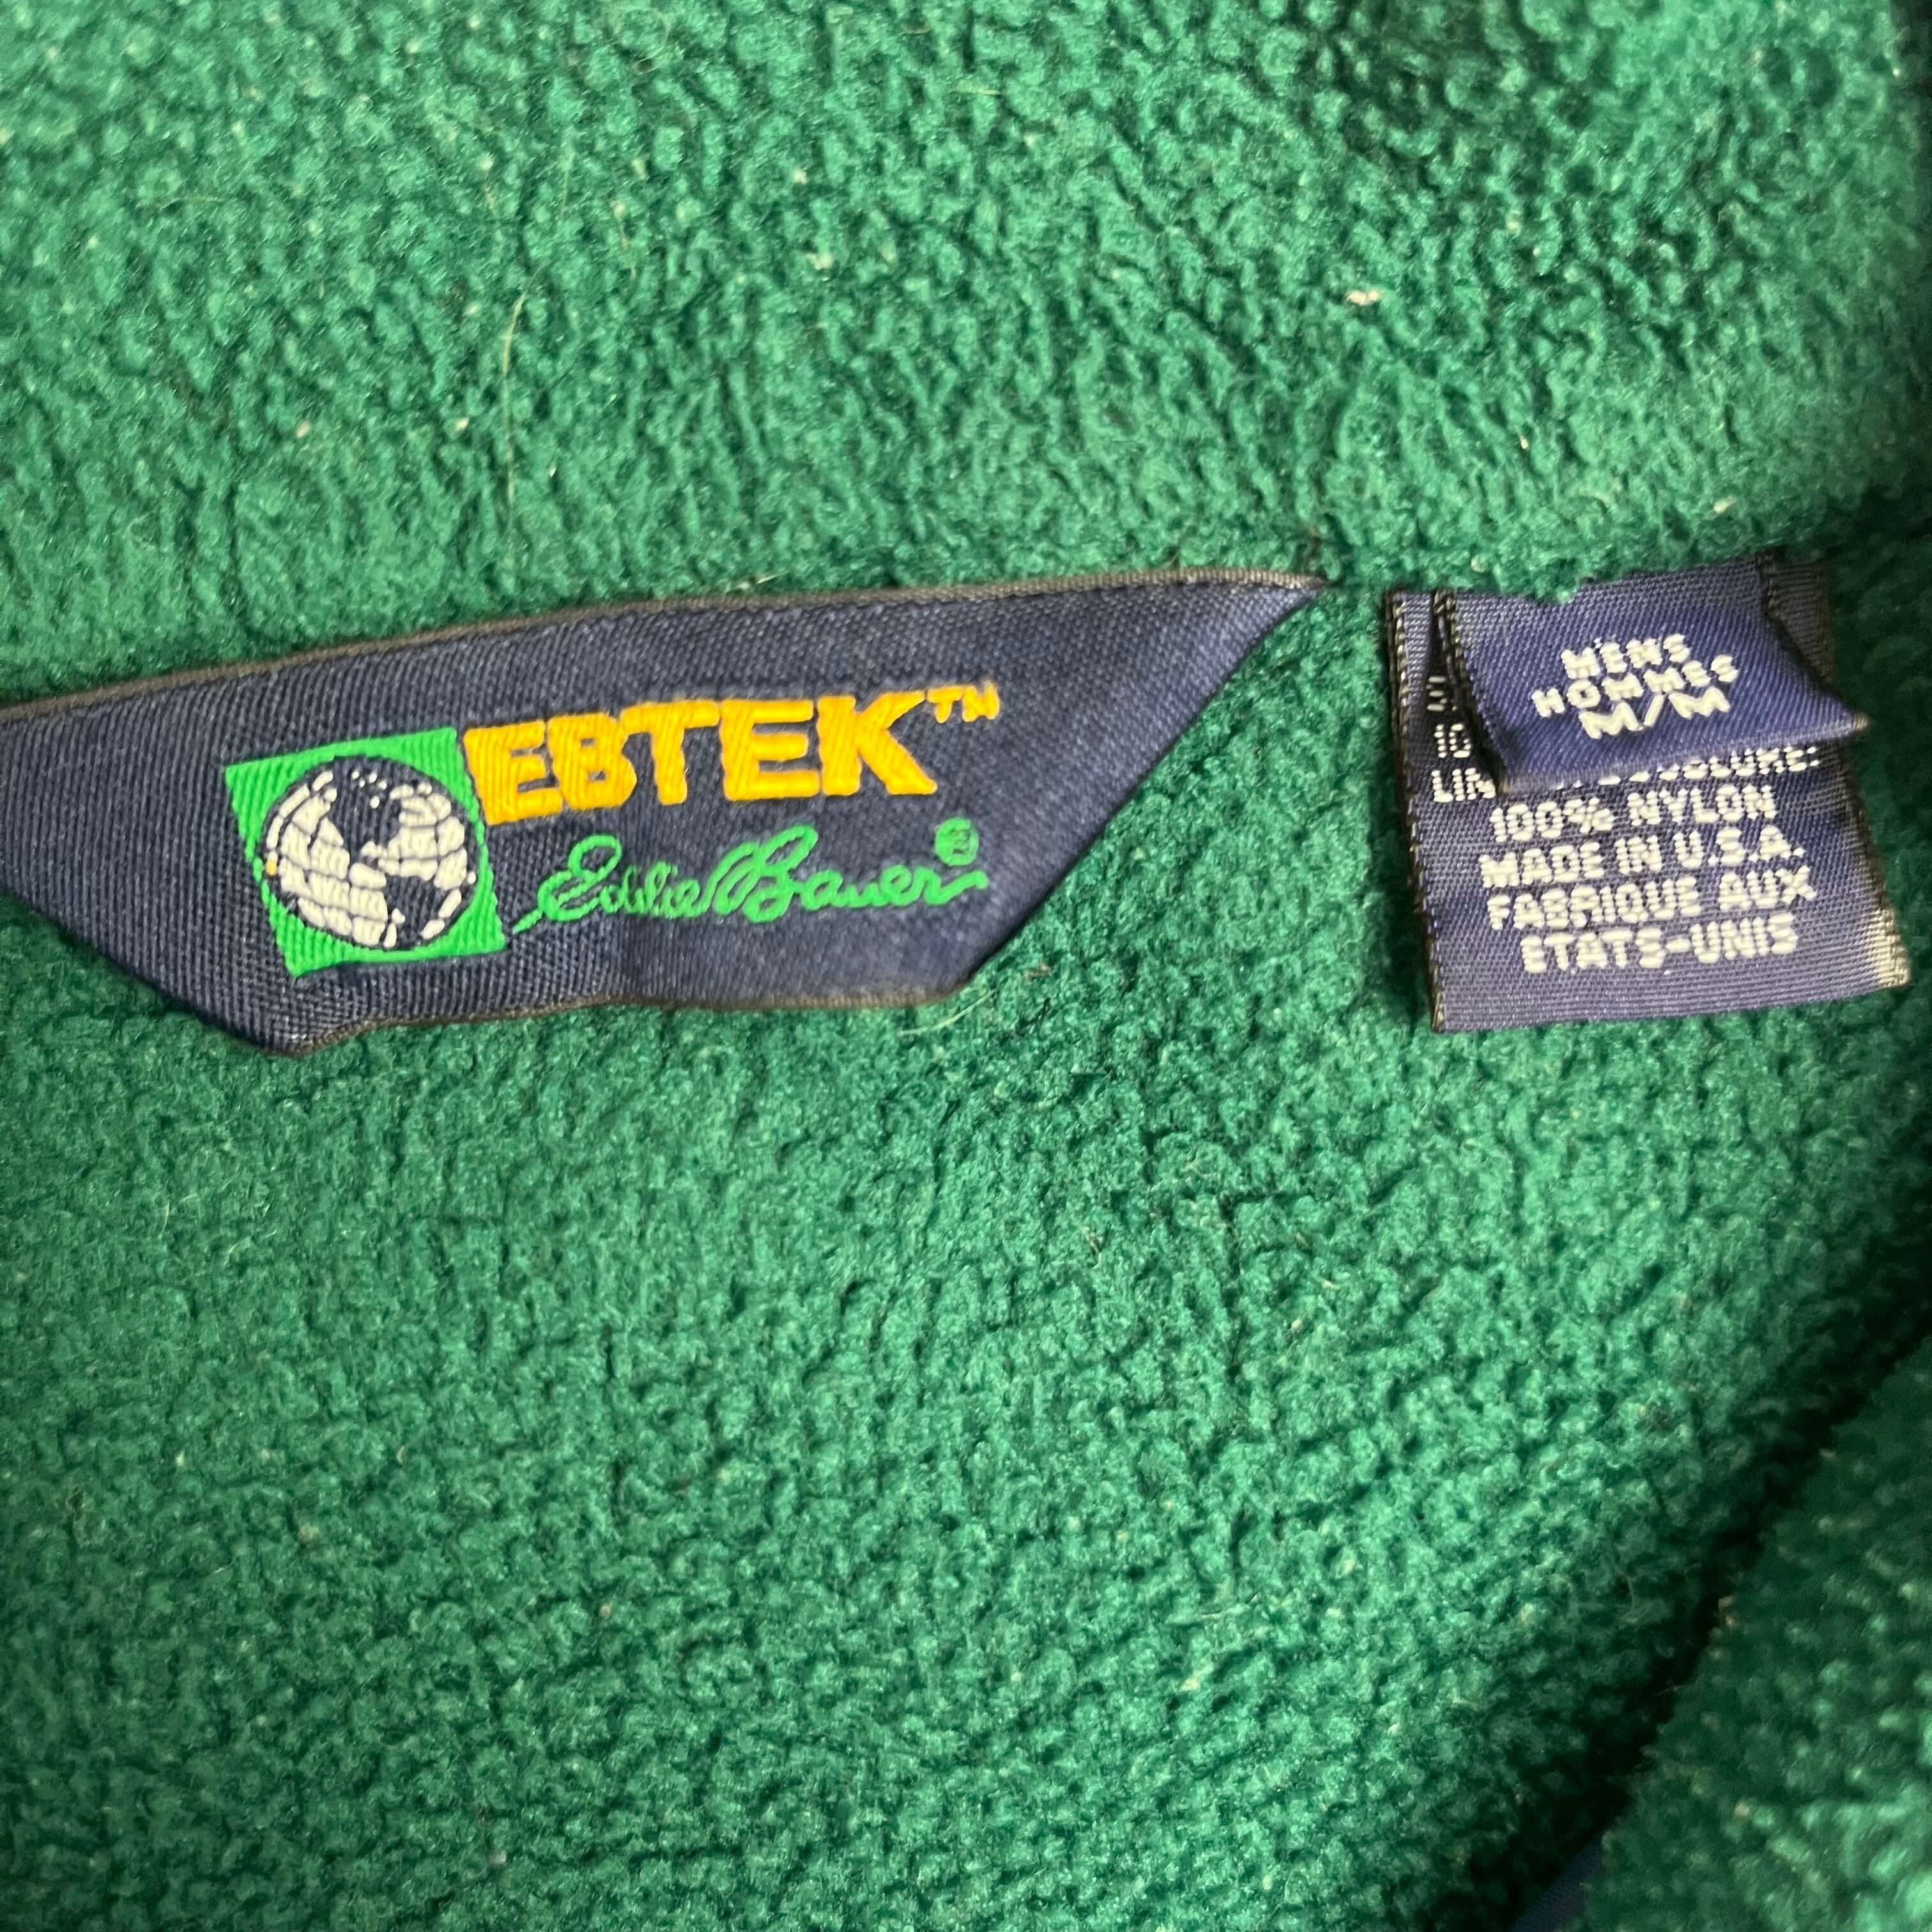 EBTEK™
Eddie Bauer®
MENS
HOMMES
M/M
100% NYLON
MADE IN U.S.A.
FABRIQUE AUX
ETATS-UNIS